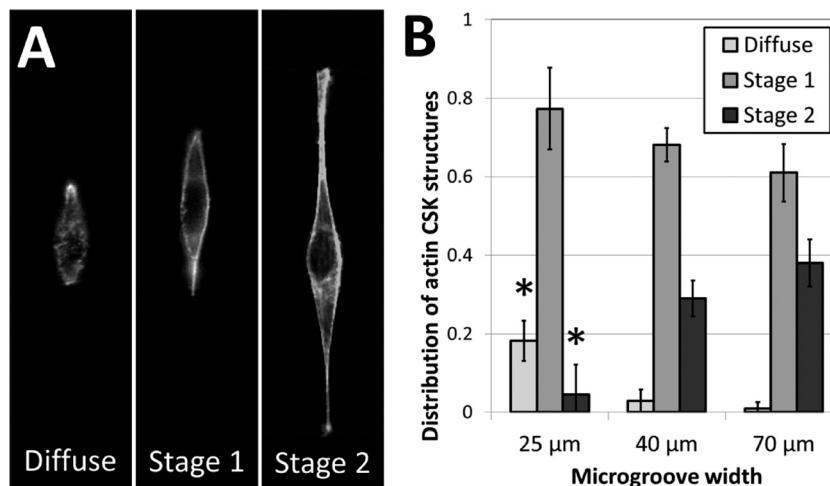 A
Diffuse
Stage 1
Stage 2
B
Distribution of actin CSK structures
1
0.8
0.6
0.4
0.2
0
Diffuse
Stage 1
Stage 2
*
*
25 µm
40 µm
70 µm
Microgroove width